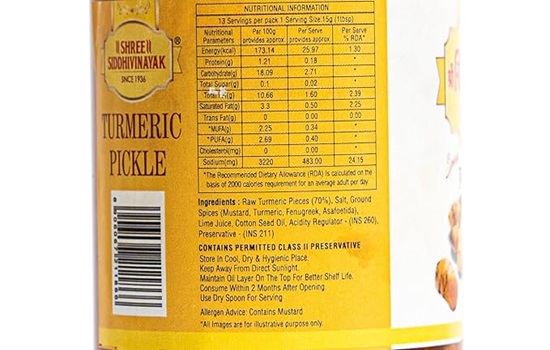 NUTRITIONAL INFORMATION
13 Servings per pack 1 Serving Size:15g (1tbsp)
Nutritional Parameters Per 100g provides approx. Per Serve provides approx. Per Serve % RDA*
Energy(kcal) 173.14 25.97 1.30
Protein(g) 1.21 0.18 *
Carbohydrate(g) 18.09 2.71 *
Total Sugar(g) 0.1 0.02 *
Total Fat(g) 10.66 1.60 2.39
Saturated Fat(g) 3.3 0.50 2.25
Trans Fat(g) 0 0.00 0.00
*MUFA(g) 2.25 0.34 *
*PUFA(g) 2.69 0.40 *
Cholesterol(mg) 0 0.00 *
Sodium(mg) 3220 483.00 24.15
*The Recommended Dietary Allowance (RDA) is calculated on the
basis of 2000 calories requirement for an average adult per day
Ingredients : Raw Turmeric Pieces (70%), Salt, Ground
Spices (Mustard, Turmeric, Fenugreek, Asafoetida),
Lime Juice, Cotton Seed Oil, Acidity Regulator - (INS 260),
Preservative - (INS 211)
CONTAINS PERMITTED CLASS II PRESERVATIVE
Store In Cool, Dry & Hygienic Place.
Keep Away From Direct Sunlight.
Maintain Oil Layer On The Top For Better Shelf Life.
Consume Within 2 Months After Opening.
Use Dry Spoon For Serving
Allergen Advice: Contains Mustard
*All Images are for illustrative purpose only.
®
॥SHREE॥
SIDDHIVINAYAK
SINCE 1936
TURMERIC
PICKLE